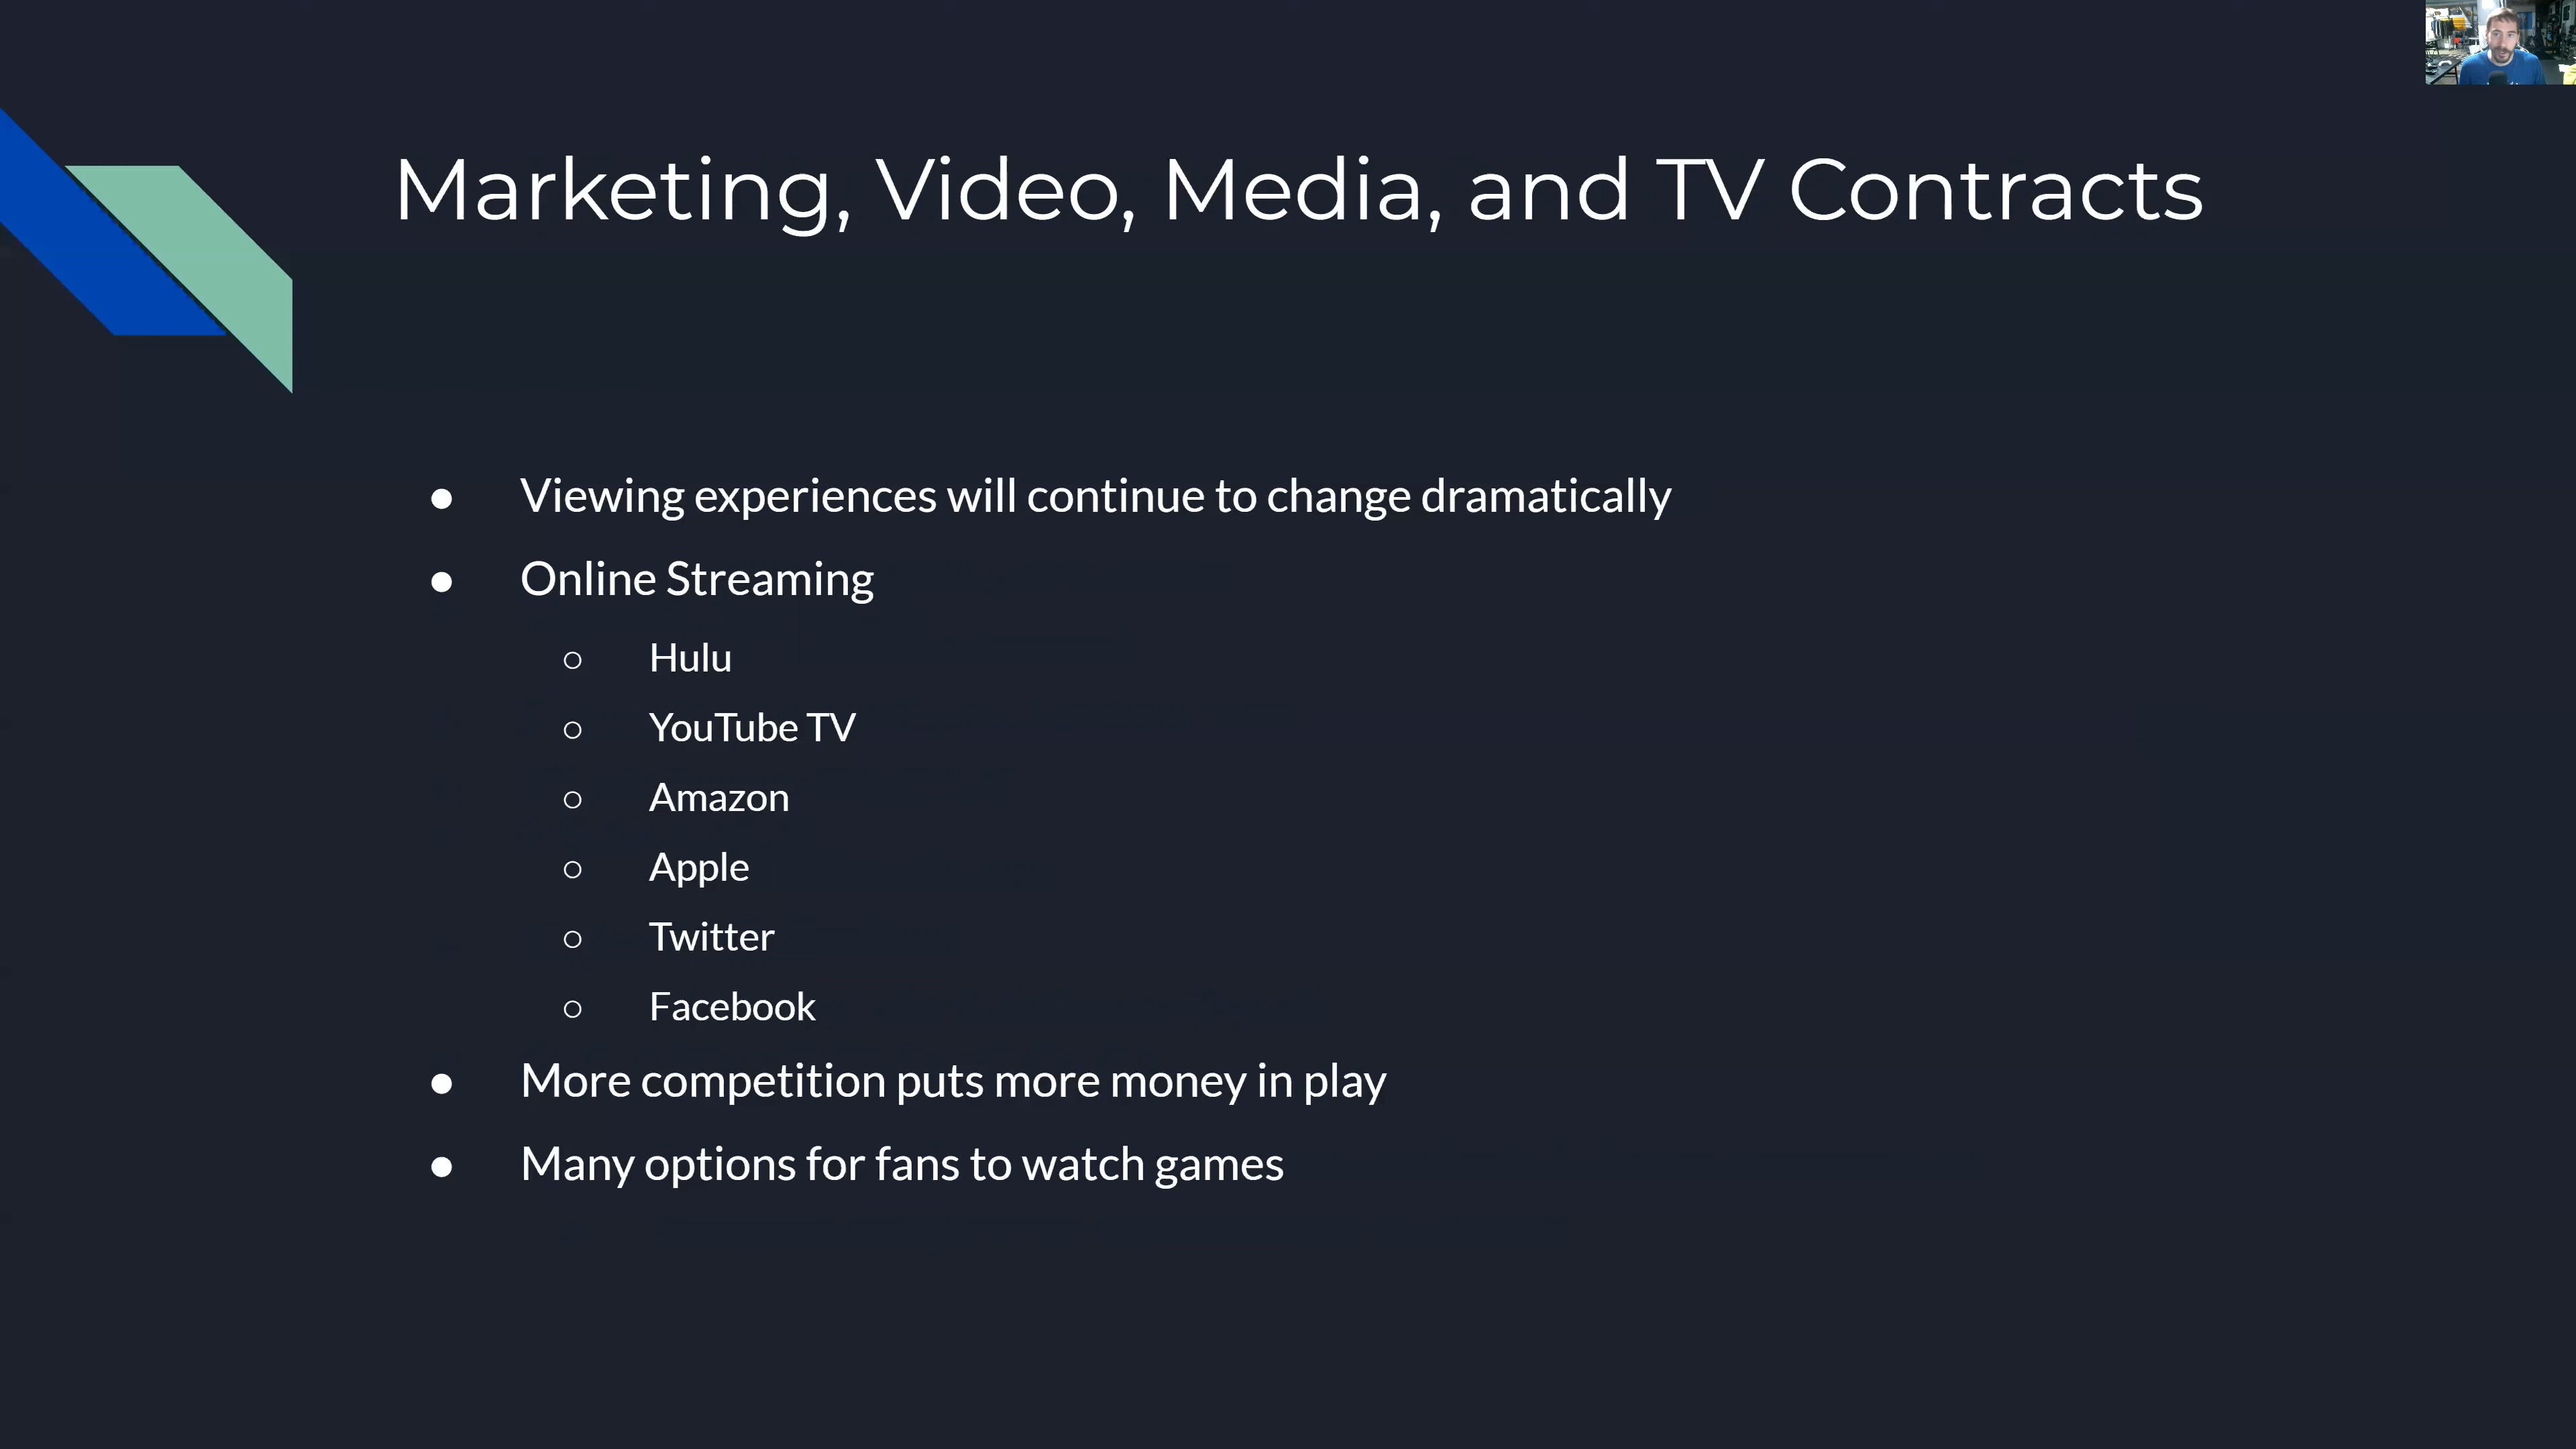 Marketing, Video, Media, and TV Contracts
● Viewing experiences will continue to change dramatically
● Online Streaming
○ Hulu
○ YouTube TV
○ Amazon
○ Apple
○ Twitter
○ Facebook
● More competition puts more money in play
● Many options for fans to watch games